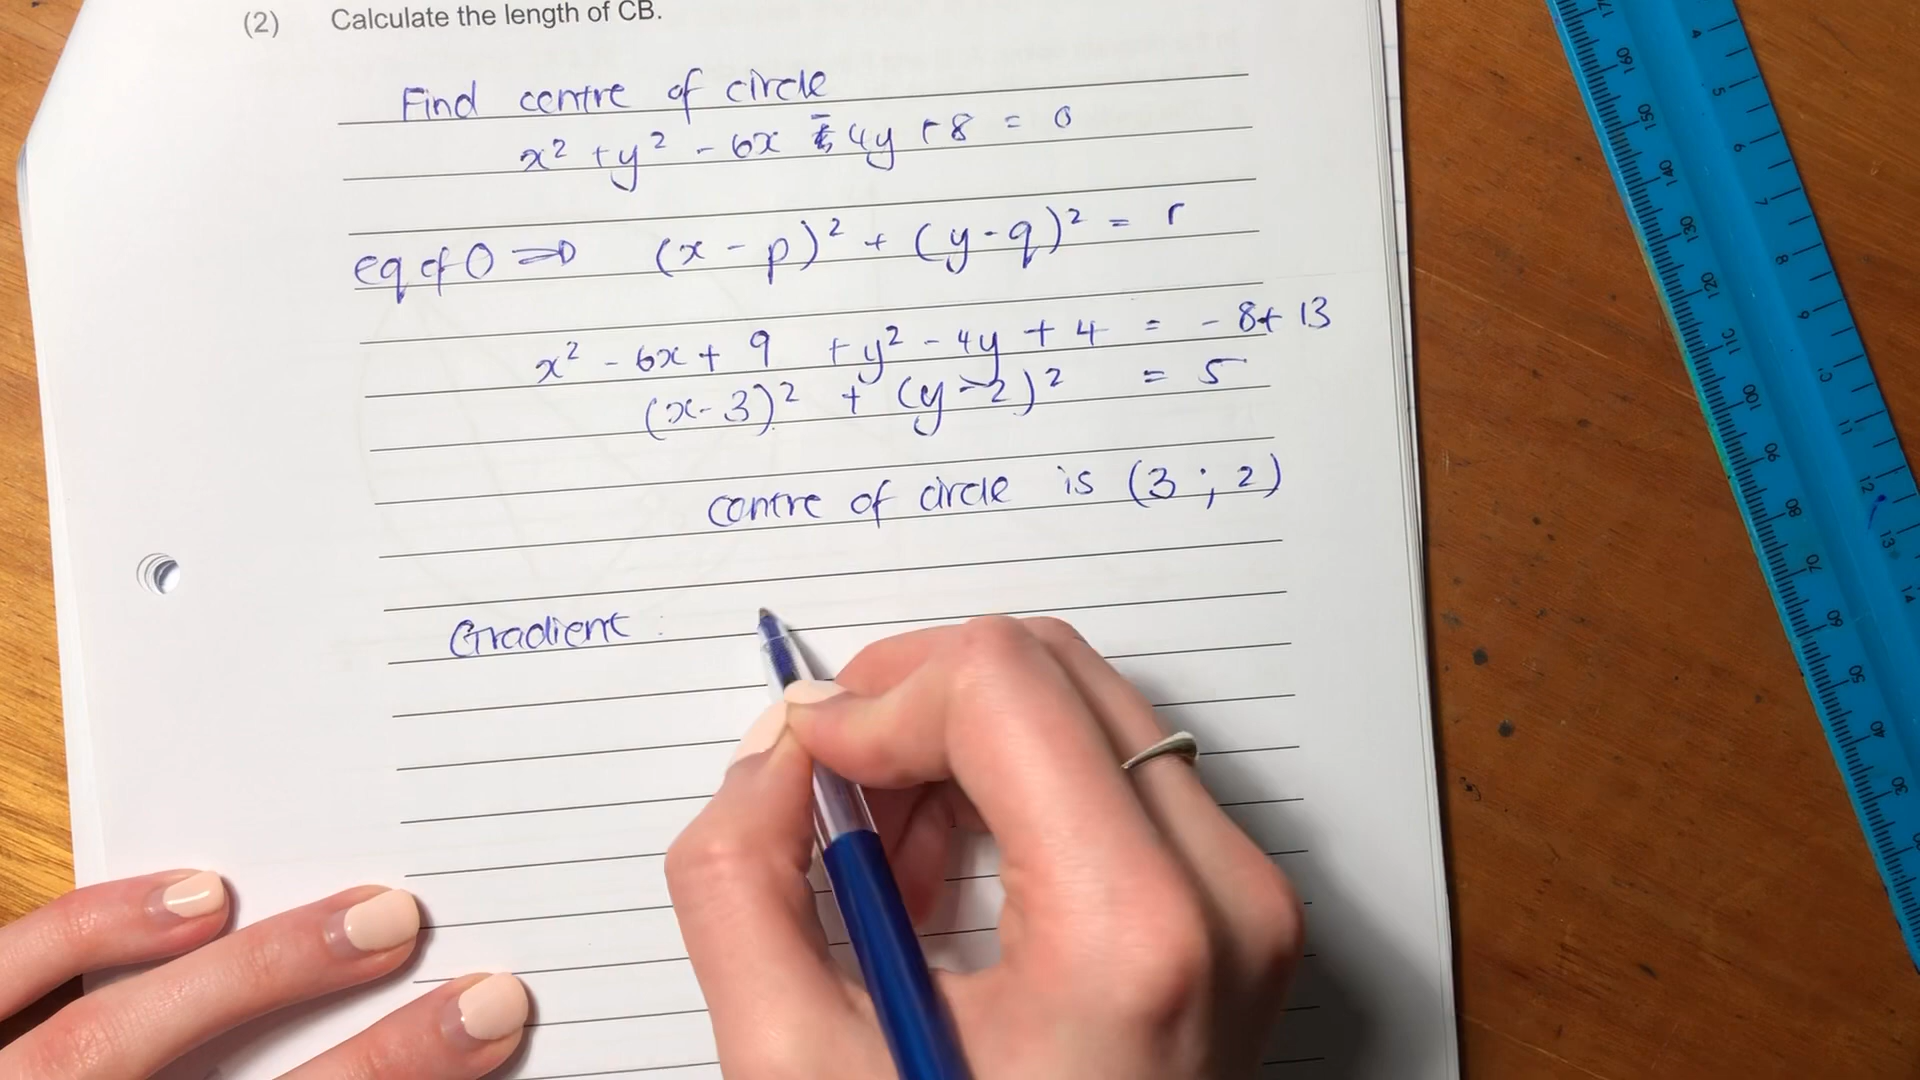 (2) Calculate the length of CB.
Find centre of circle
x² + y² - 6x - 4y + 8 = 0
eq of O ⇒ (x - p)² + (y - q)² = r
x² - 6x + 9 + y² - 4y + 4 = - 8 + 13
(x - 3)² + (y - 2)² = 5
centre of circle is (3 ; 2)
Gradient :